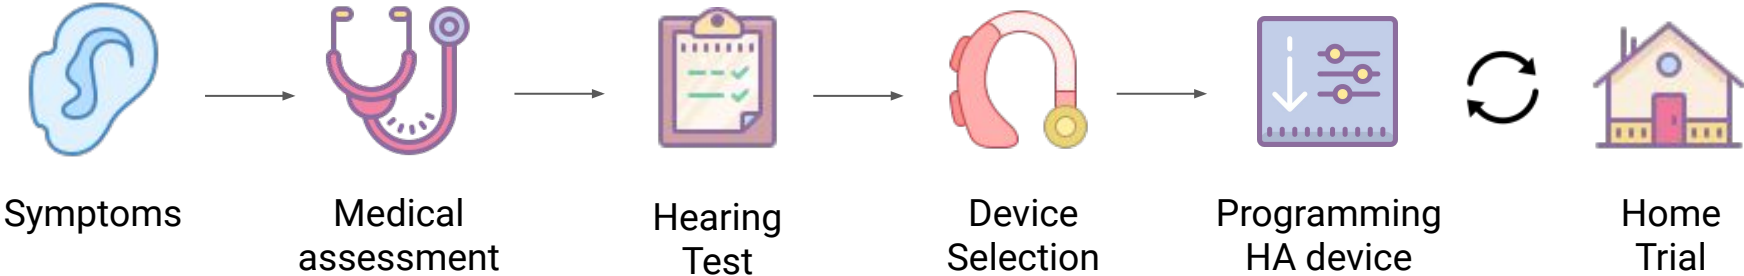 Symptoms
Medical
assessment
Hearing
Test
Device
Selection
Programming
HA device
Home
Trial